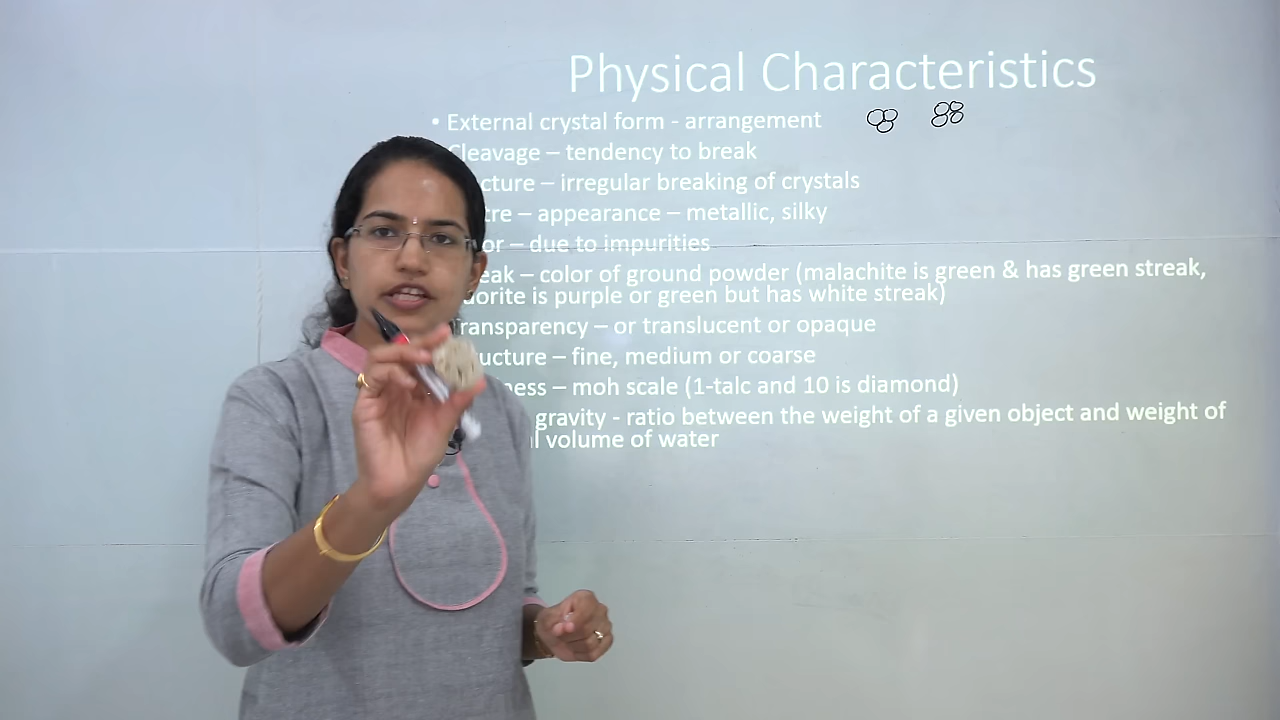 Physical Characteristics
• External crystal form - arrangement
Cleavage – tendency to break
cture – irregular breaking of crystals
tre – appearance – metallic, silky
or – due to impurities
eak – color of ground powder (malachite is green & has green streak,
orite is purple or green but has white streak)
Transparency – or translucent or opaque
ucture – fine, medium or coarse
ness – moh scale (1-talc and 10 is diamond)
gravity - ratio between the weight of a given object and weight of
l volume of water